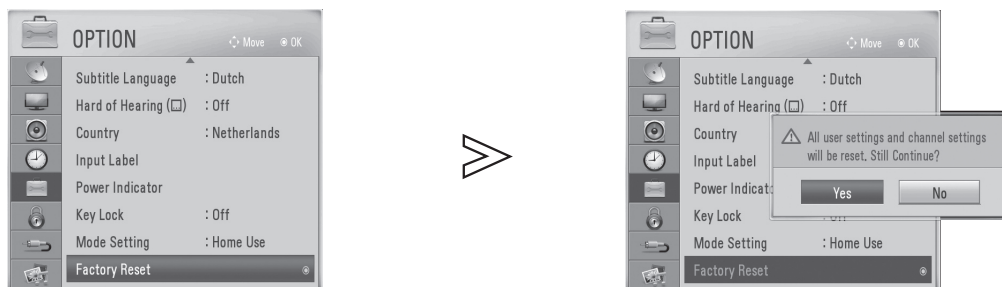 OPTION
Move OK
Subtitle Language : Dutch
Hard of Hearing ( ) : Off
Country : Netherlands
Input Label
Power Indicator
Key Lock : Off
Mode Setting : Home Use
Factory Reset
OPTION
Move OK
Subtitle Language : Dutch
Hard of Hearing ( ) : Off
Country
Input Label
Power Indicat
Key Lock
Mode Setting : Home Use
Factory Reset
All user settings and channel settings
will be reset. Still Continue?
Yes No